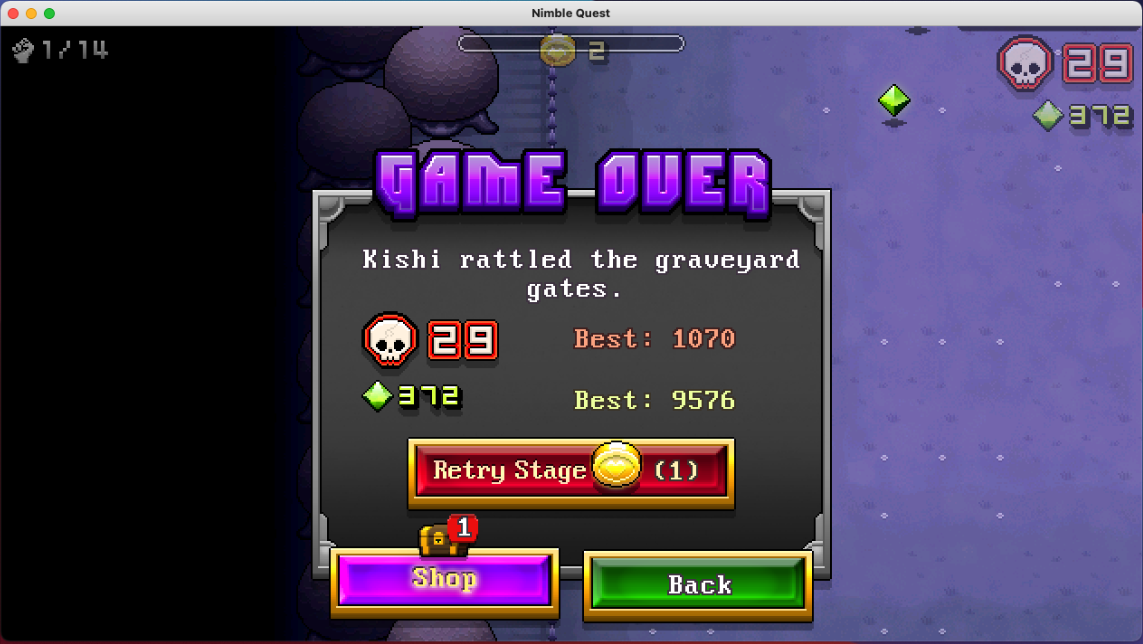 Nimble Quest
1/14
2
29
372
GAME OVER
Kishi rattled the graveyard
gates.
29
Best: 1070
372
Best: 9576
Retry Stage (1)
1
Shop
Back